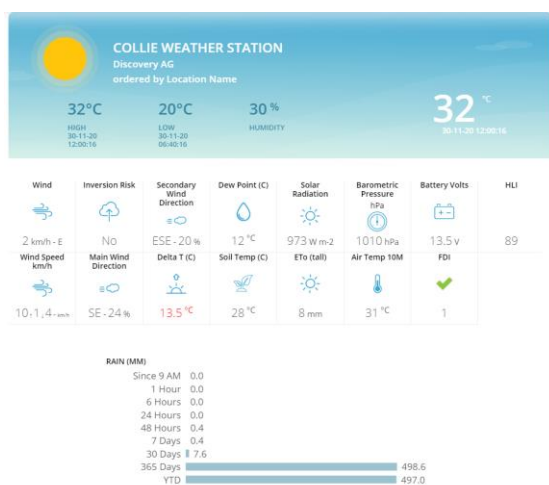 COLLIE WEATHER STATION
Discovery AG
ordered by Location Name
32°C
HIGH
30-11-20
12:00:16
20°C
LOW
30-11-20
06:40:16
30 %
HUMIDITY
32 °C
30-11-20 12:00:16
Wind
2 km/h - E
Inversion Risk
No
Secondary
Wind
Direction
ESE - 20 %
Dew Point (C)
12 °C
Solar
Radiation
973 W m-2
Barometric
Pressure
hPa
1010 hPa
Battery Volts
13.5 V
HLI
89
Wind Speed
km/h
Main Wind
Direction
SE - 24 %
Delta T (C)
13.5 °C
Soil Temp (C)
28 °C
ETo (tall)
8 mm
Air Temp 10M
31 °C
FDI
1
RAIN (MM)
Since 9 AM 0.0
1 Hour 0.0
6 Hours 0.0
24 Hours 0.0
48 Hours 0.4
7 Days 0.4
30 Days 7.6
365 Days 498.6
YTD 497.0